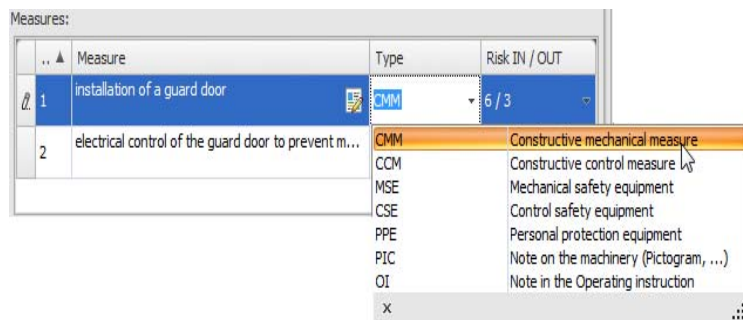 Measures:
.. ▲ Measure Type Risk IN / OUT
1 installation of a guard door CMM 6 / 3
2 electrical control of the guard door to prevent m...
CMM Constructive mechanical measure
CCM Constructive control measure
MSE Mechanical safety equipment
CSE Control safety equipment
PPE Personal protection equipment
PIC Note on the machinery (Pictogram, ...)
OI Note in the Operating instruction
x